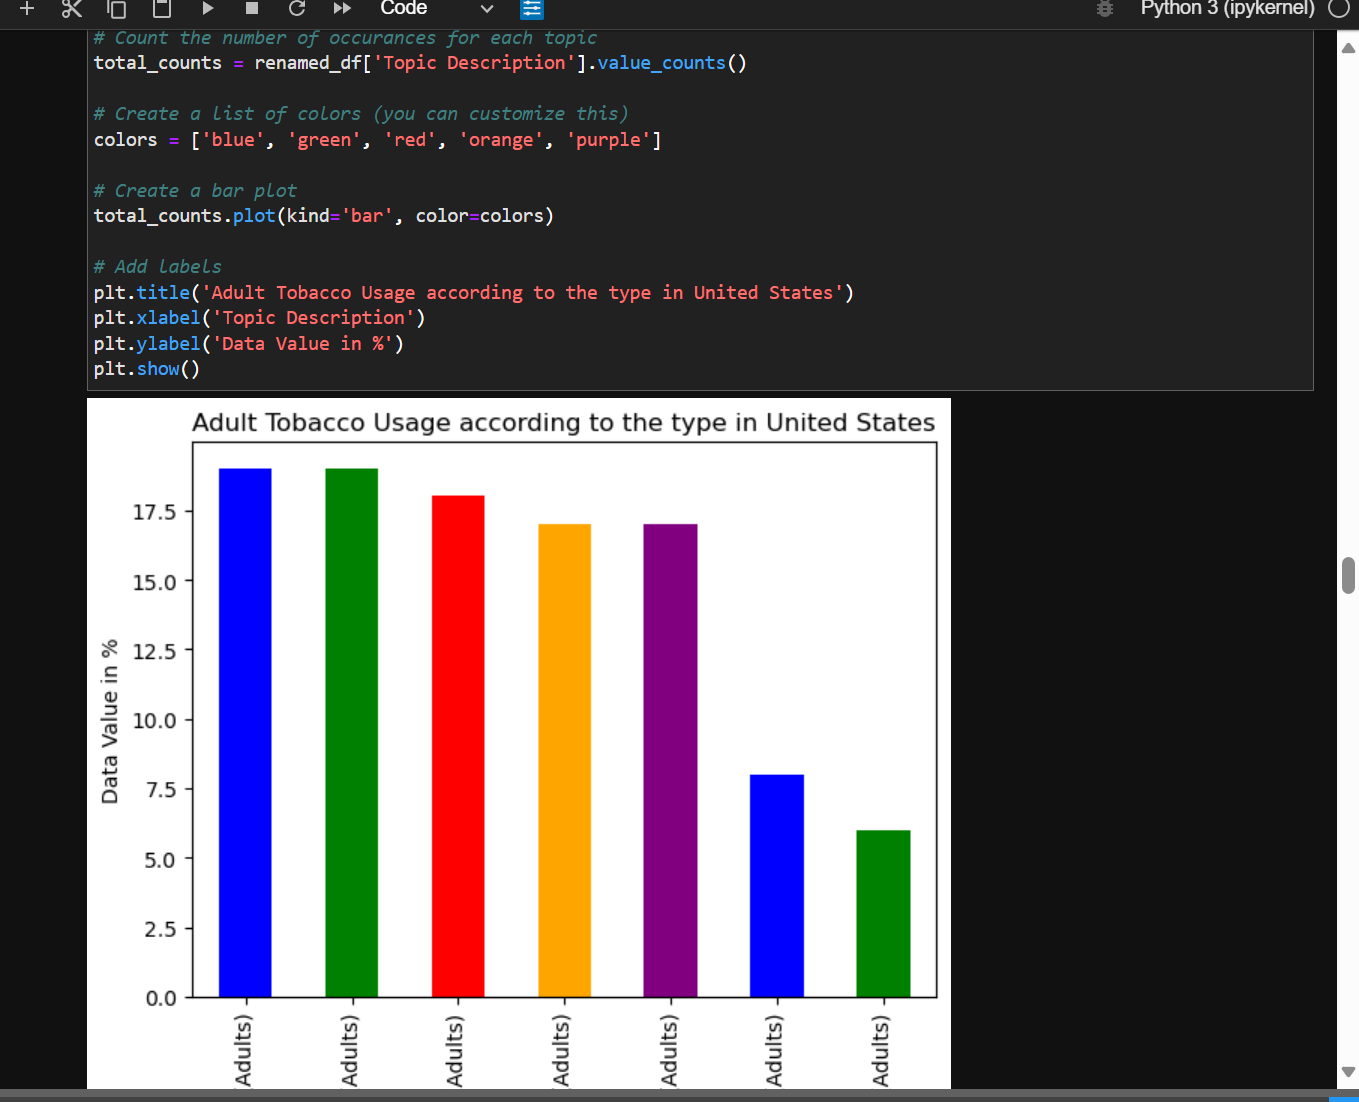 Code
Python 3 (ipykernel)
# Count the number of occurances for each topic
total_counts = renamed_df['Topic Description'].value_counts()
# Create a list of colors (you can customize this)
colors = ['blue', 'green', 'red', 'orange', 'purple']
# Create a bar plot
total_counts.plot(kind='bar', color=colors)
# Add labels
plt.title('Adult Tobacco Usage according to the type in United States')
plt.xlabel('Topic Description')
plt.ylabel('Data Value in %')
plt.show()
Adult Tobacco Usage according to the type in United States
Data Value in %
17.5
15.0
12.5
10.0
7.5
5.0
2.5
0.0
Adults)
Adults)
Adults)
Adults)
Adults)
Adults)
Adults)